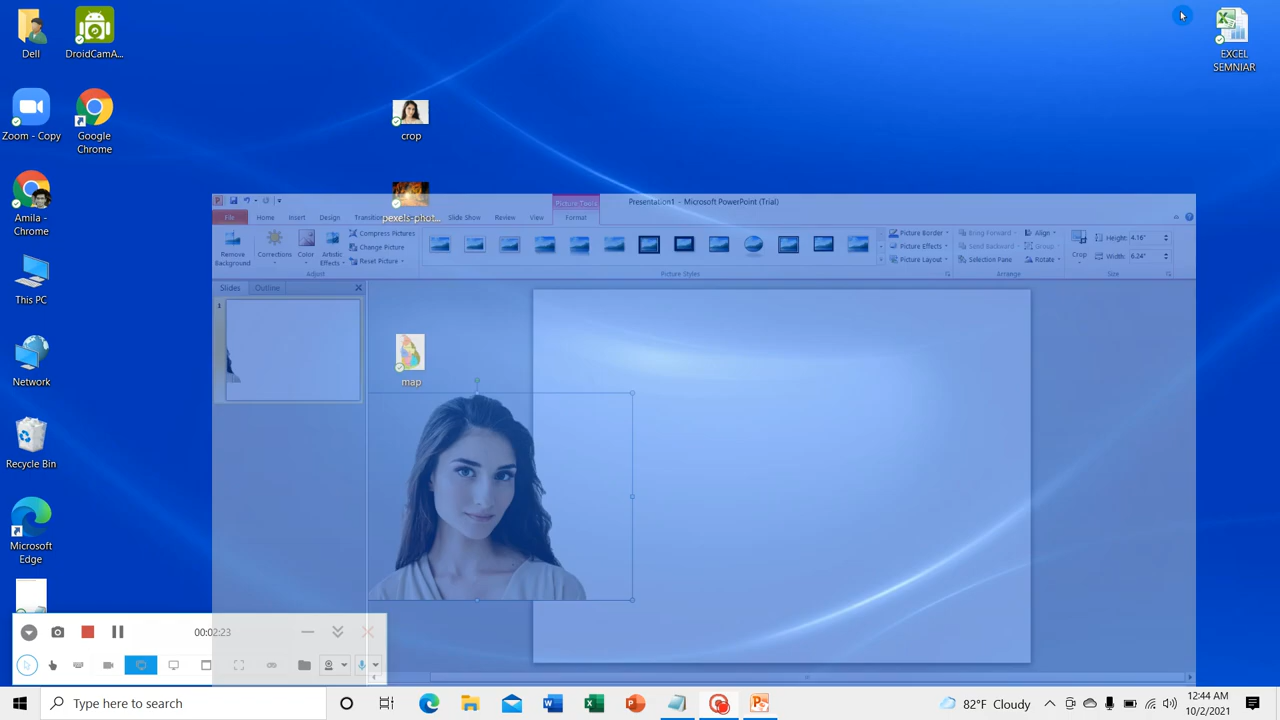 Dell
DroidCamA...
EXCEL
SEMNIAR
Zoom - Copy
Google
Chrome
crop
Amila -
Chrome
pexels-phot...
This PC
map
Network
Recycle Bin
Microsoft
Edge
Presentation1 - Microsoft PowerPoint (Trial)
Picture Tools
File
Home
Insert
Design
Transitions
Slide Show
Review
View
Format
Remove
Background
Corrections
Color
Artistic
Effects
Compress Pictures
Change Picture
Reset Picture
Adjust
Picture Styles
Picture Border
Picture Effects
Picture Layout
Bring Forward
Send Backward
Selection Pane
Align
Group
Rotate
Arrange
Crop
Height: 4.16"
Width: 6.24"
Size
Slides
Outline
1
00:02:23
Type here to search
82°F Cloudy
12:44 AM
10/2/2021